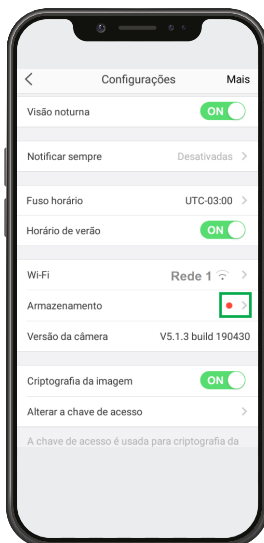 Configurações Mais
Visão noturna ON
Notificar sempre Desativadas
Fuso horário UTC-03:00
Horário de verão ON
Wi-Fi Rede 1
Armazenamento
Versão da câmera V5.1.3 build 190430
Criptografia da imagem ON
Alterar a chave de acesso
A chave de acesso é usada para criptografia da